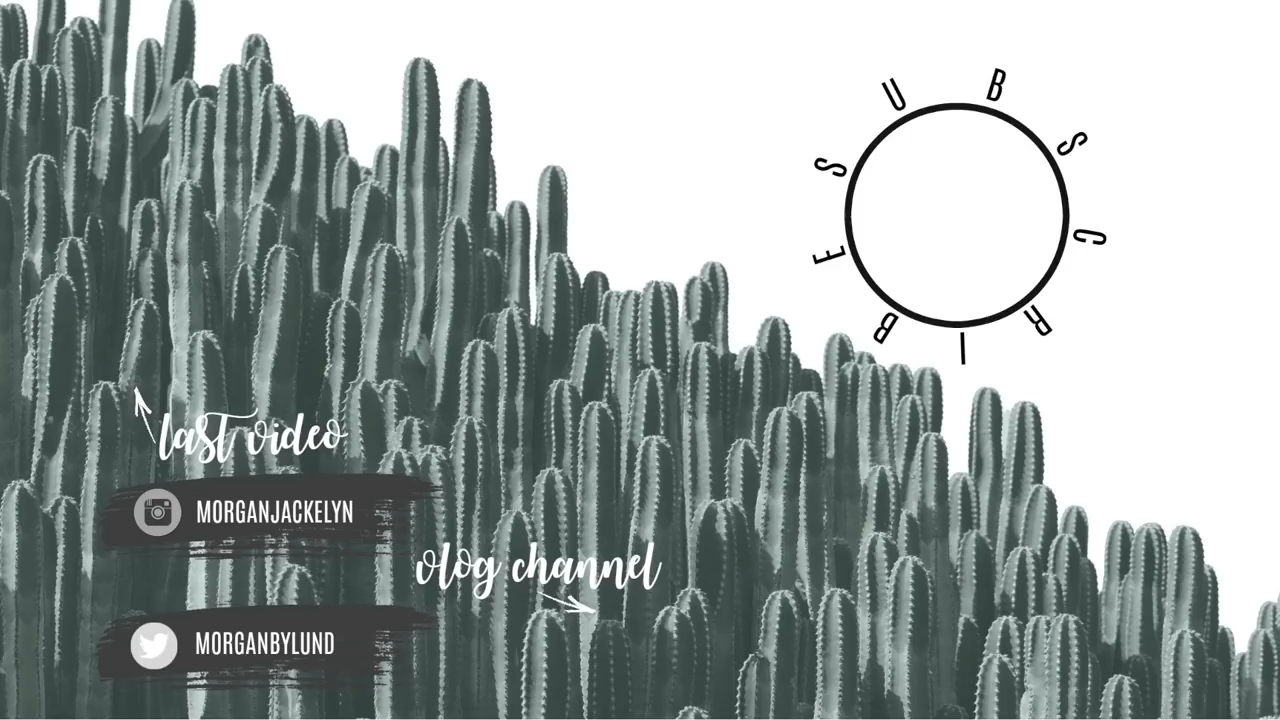 SUBSCRIBE
last video
MORGANJACKELYN
vlog channel
MORGANBYLUND